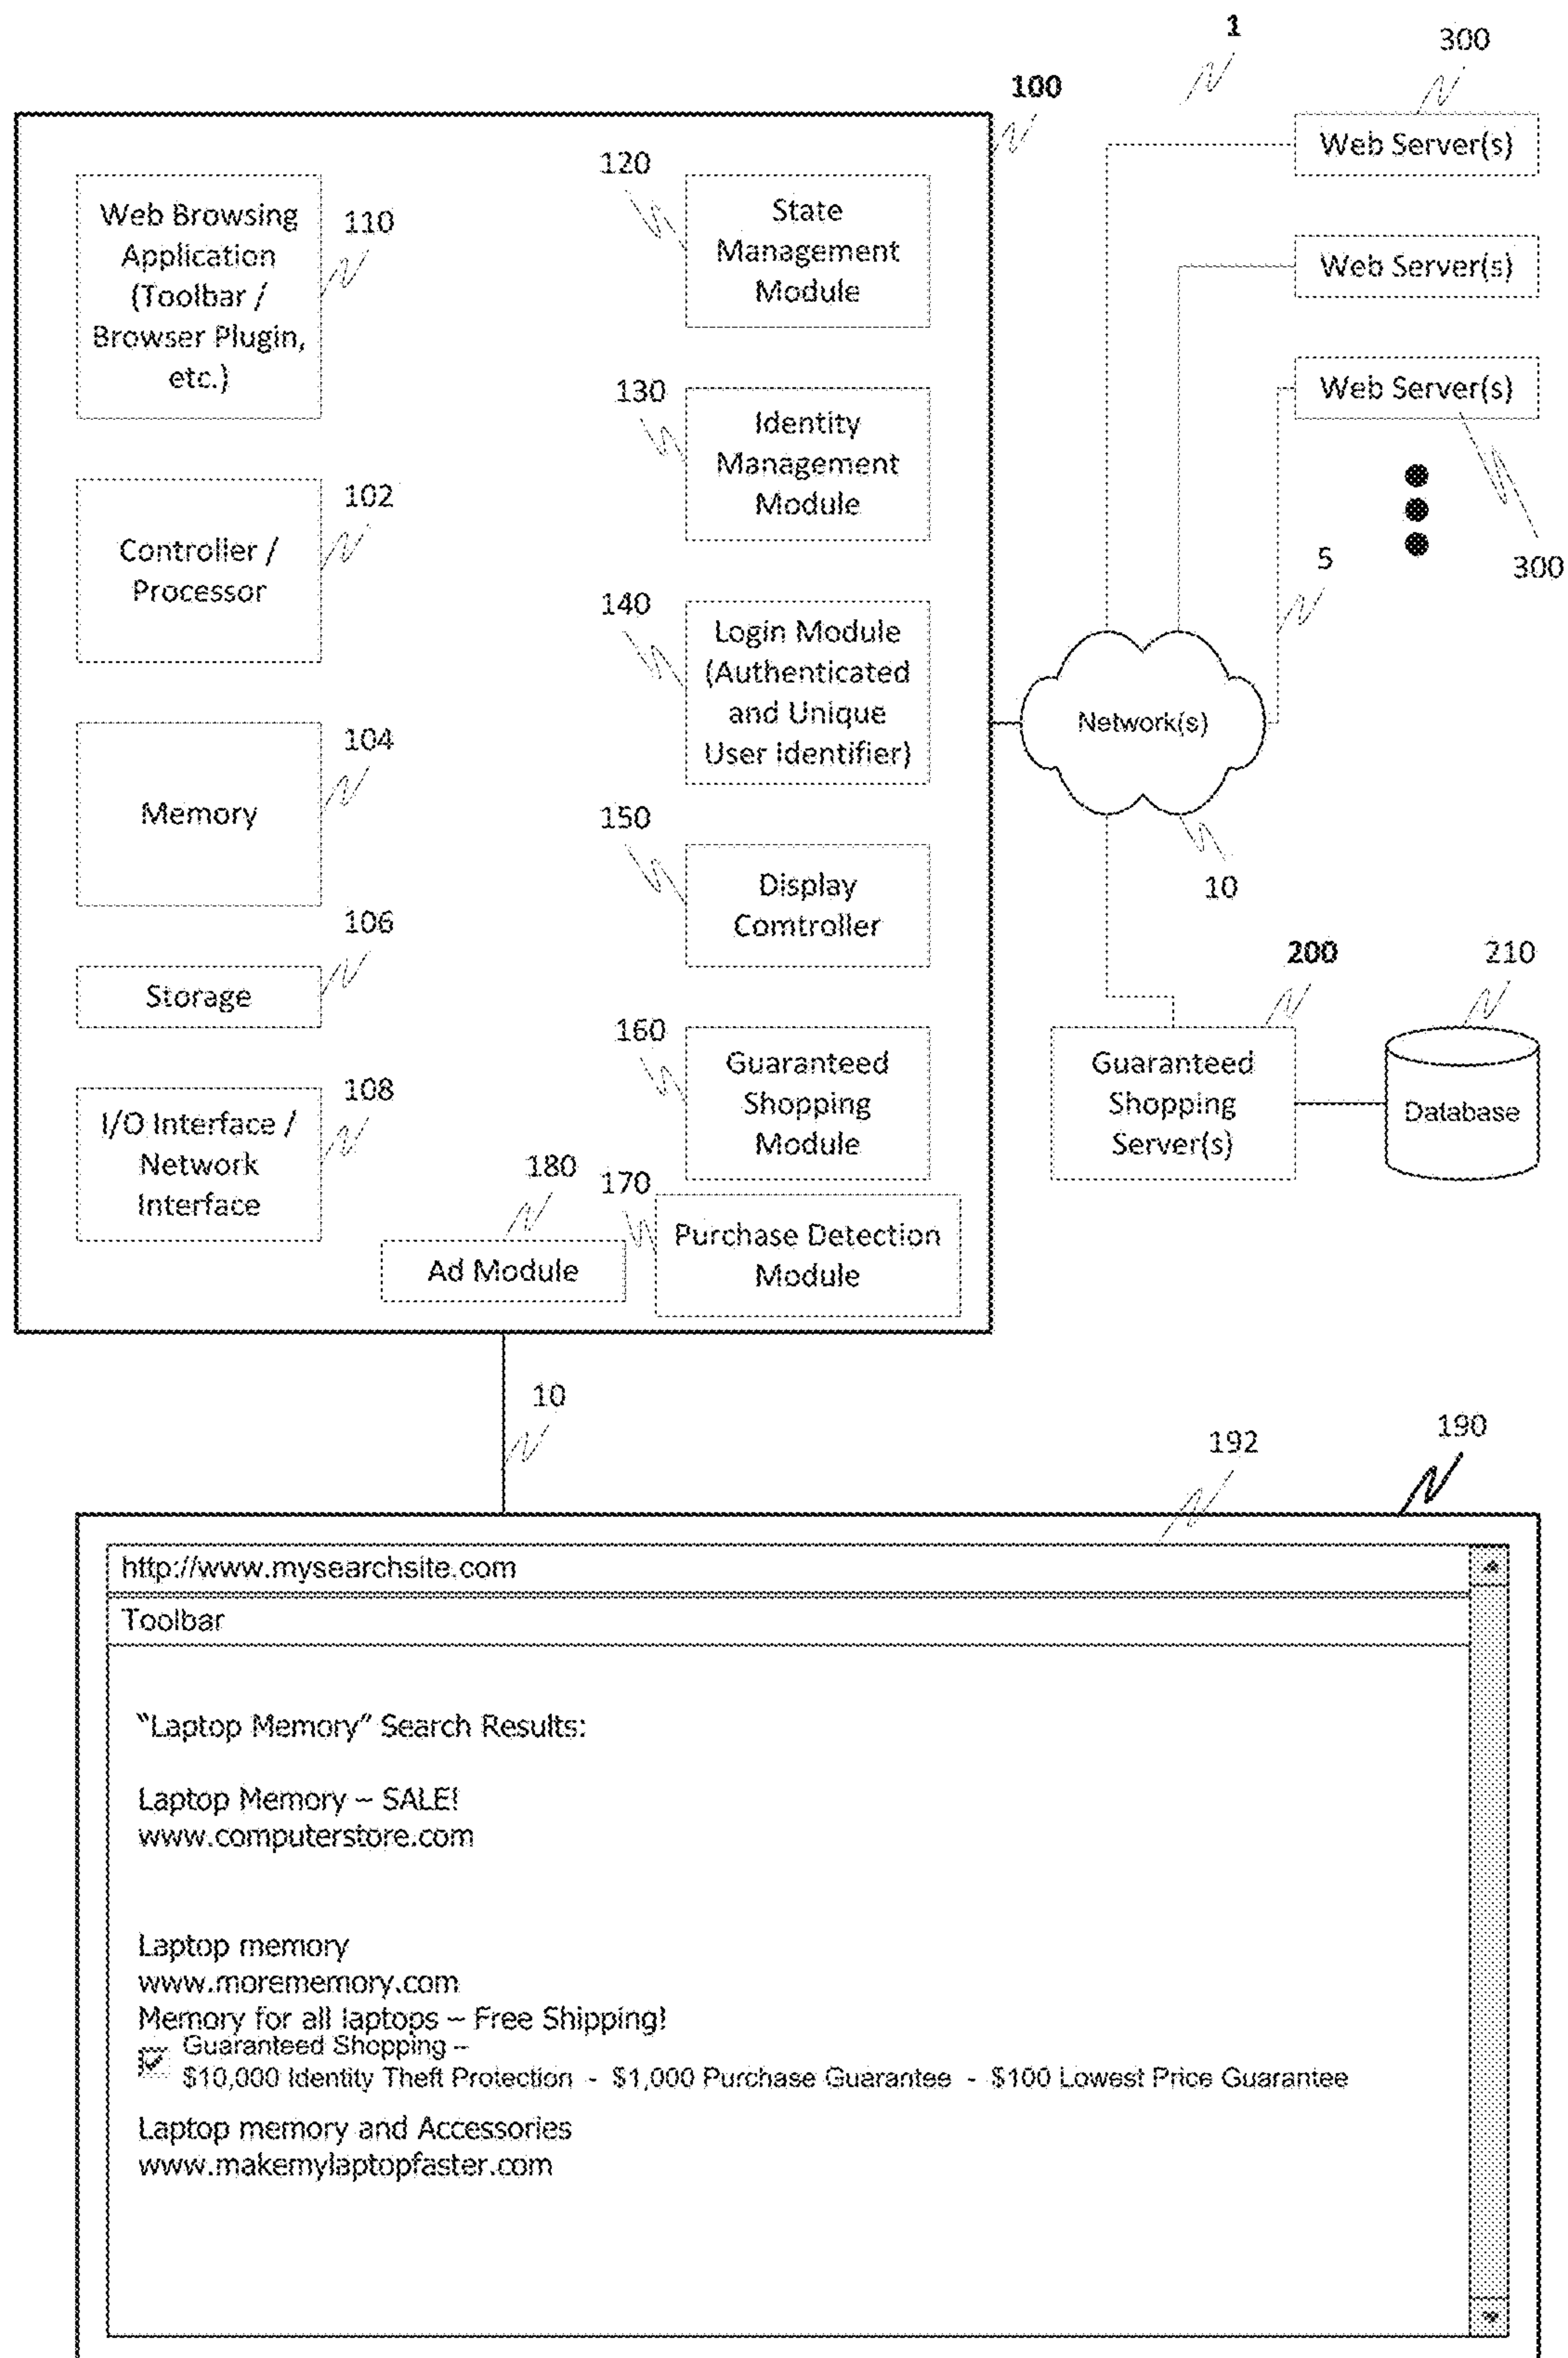 1
300
100
Web Server(s)
120
Web Browsing
Application
(Toolbar /
Browser Plugin,
etc.)
110
State
Management
Module
Web Server(s)
130
Identity
Management
Module
Web Server(s)
300
102
Controller /
Processor
5
140
Login Module
(Authenticated
and Unique
User Identifier)
Network(s)
10
104
Memory
150
Display
Comtroller
106
Storage
200
210
160
Guaranteed
Shopping
Module
Guaranteed
Shopping
Server(s)
Database
108
I/O Interface /
Network
Interface
180
170
Ad Module
Purchase Detection
Module
10
192
190
http://www.mysearchsite.com
Toolbar
“Laptop Memory” Search Results:
Laptop Memory – SALE!
www.computerstore.com
Laptop memory
www.morememory.com
Memory for all laptops – Free Shipping!
Guaranteed Shopping –
$10,000 Identity Theft Protection - $1,000 Purchase Guarantee - $100 Lowest Price Guarantee
Laptop memory and Accessories
www.makemylaptopfaster.com